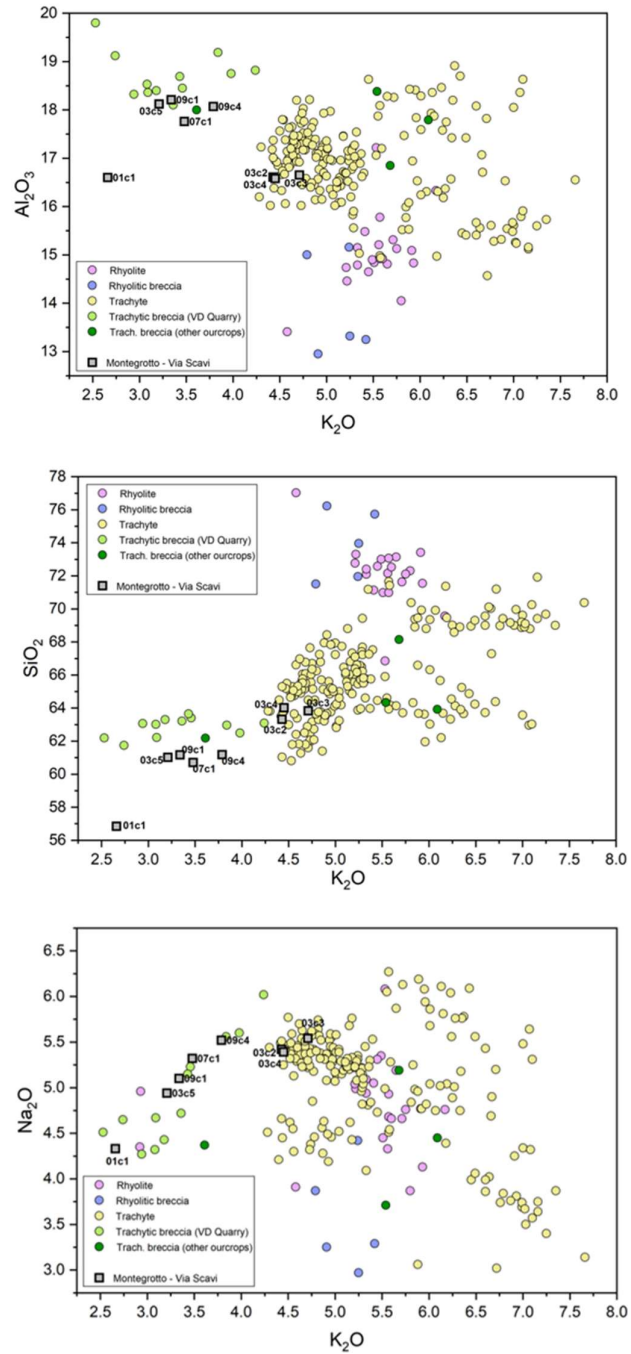 20
19
18
17
16
15
14
13
Al2O3
03c5
09c1
09c4
07c1
01c1
03c2
03c4
03c3
Rhyolite
Rhyolitic breccia
Trachyte
Trachytic breccia (VD Quarry)
Trach. breccia (other ourcrops)
Montegrotto - Via Scavi
2.5 3.0 3.5 4.0 4.5 5.0 5.5 6.0 6.5 7.0 7.5 8.0
K2O
78
76
74
72
70
68
66
64
62
60
58
56
SiO2
Rhyolite
Rhyolitic breccia
Trachyte
Trachytic breccia (VD Quarry)
Trach. breccia (other ourcrops)
Montegrotto - Via Scavi
03c4
03c3
03c2
09c1
03c5
09c4
07c1
01c1
2.5 3.0 3.5 4.0 4.5 5.0 5.5 6.0 6.5 7.0 7.5 8.0
K2O
6.5
6.0
5.5
5.0
4.5
4.0
3.5
3.0
Na2O
03c3
09c4
07c1
03c2
03c4
09c1
03c5
01c1
Rhyolite
Rhyolitic breccia
Trachyte
Trachytic breccia (VD Quarry)
Trach. breccia (other ourcrops)
Montegrotto - Via Scavi
2.5 3.0 3.5 4.0 4.5 5.0 5.5 6.0 6.5 7.0 7.5 8.0
K2O